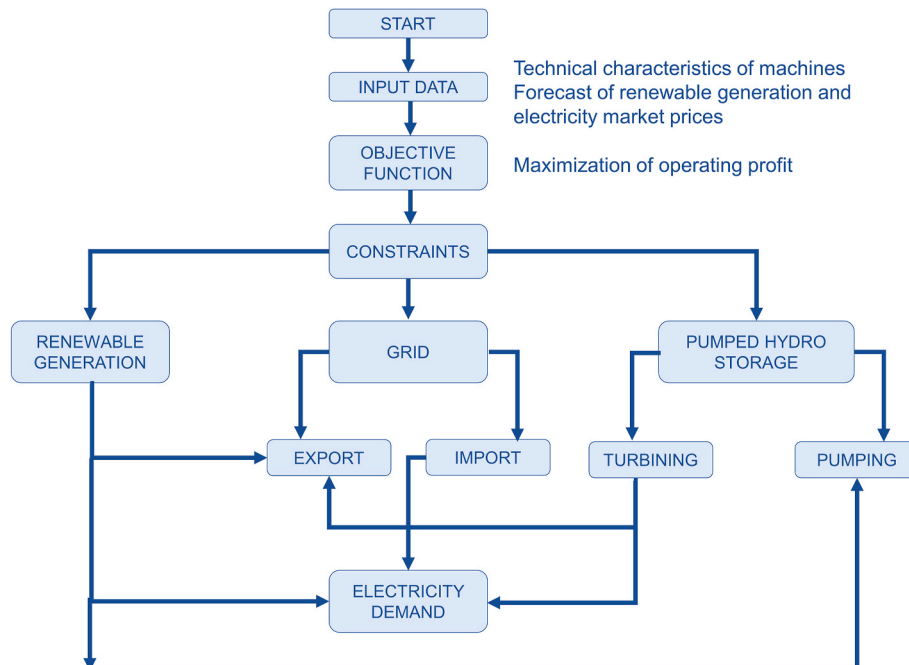 START
INPUT DATA
Technical characteristics of machines
Forecast of renewable generation and
electricity market prices
OBJECTIVE
FUNCTION
Maximization of operating profit
CONSTRAINTS
RENEWABLE
GENERATION
GRID
PUMPED HYDRO
STORAGE
EXPORT
IMPORT
TURBINING
PUMPING
ELECTRICITY
DEMAND